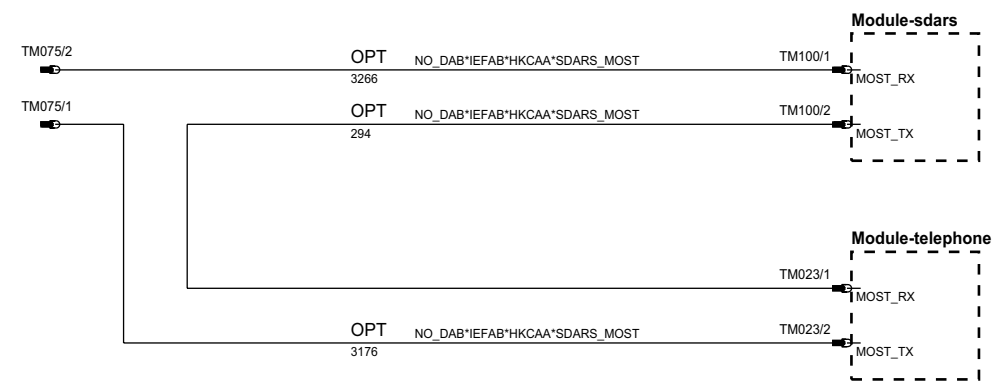 Module-sdars
TM075/2
OPT
NO_DAB*IEFAB*HKCAA*SDARS_MOST
TM100/1
3266
MOST_RX
TM075/1
OPT
NO_DAB*IEFAB*HKCAA*SDARS_MOST
TM100/2
294
MOST_TX
Module-telephone
TM023/1
MOST_RX
OPT
NO_DAB*IEFAB*HKCAA*SDARS_MOST
TM023/2
3176
MOST_TX